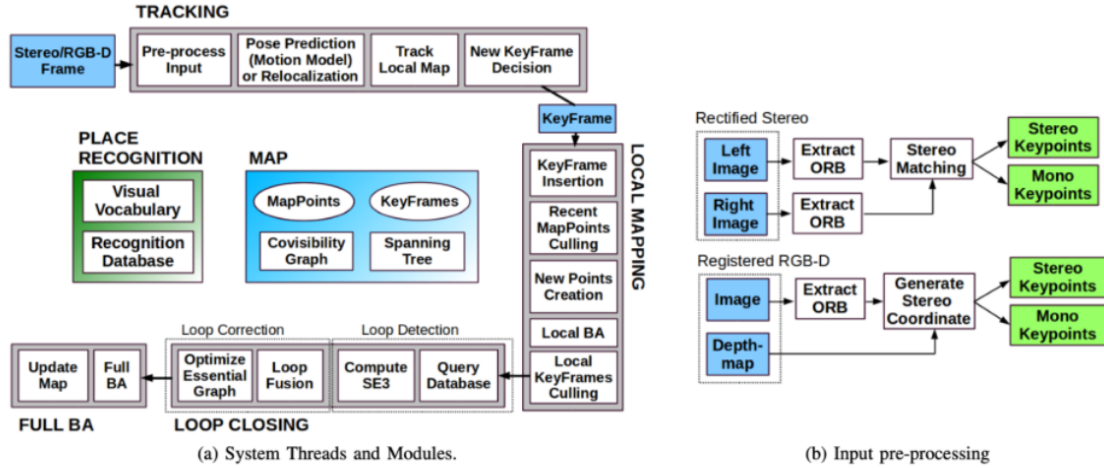 TRACKING
Stereo/RGB-D
Frame
Pre-process
Input
Pose Prediction
(Motion Model)
or Relocalization
Track
Local Map
New KeyFrame
Decision
KeyFrame
PLACE
RECOGNITION
Visual
Vocabulary
Recognition
Database
MAP
MapPoints
KeyFrames
Covisibility
Graph
Spanning
Tree
LOCAL MAPPING
KeyFrame
Insertion
Recent
MapPoints
Culling
New Points
Creation
Local BA
Local
KeyFrames
Culling
Loop Correction
Loop Detection
Update
Map
Full
BA
Optimize
Essential
Graph
Loop
Fusion
Compute
SE3
Query
Database
FULL BA
LOOP CLOSING
(a) System Threads and Modules.
Rectified Stereo
Left
Image
Extract
ORB
Stereo
Matching
Stereo
Keypoints
Mono
Keypoints
Right
Image
Extract
ORB
Registered RGB-D
Image
Extract
ORB
Generate
Stereo
Coordinate
Stereo
Keypoints
Mono
Keypoints
Depth-
map
(b) Input pre-processing